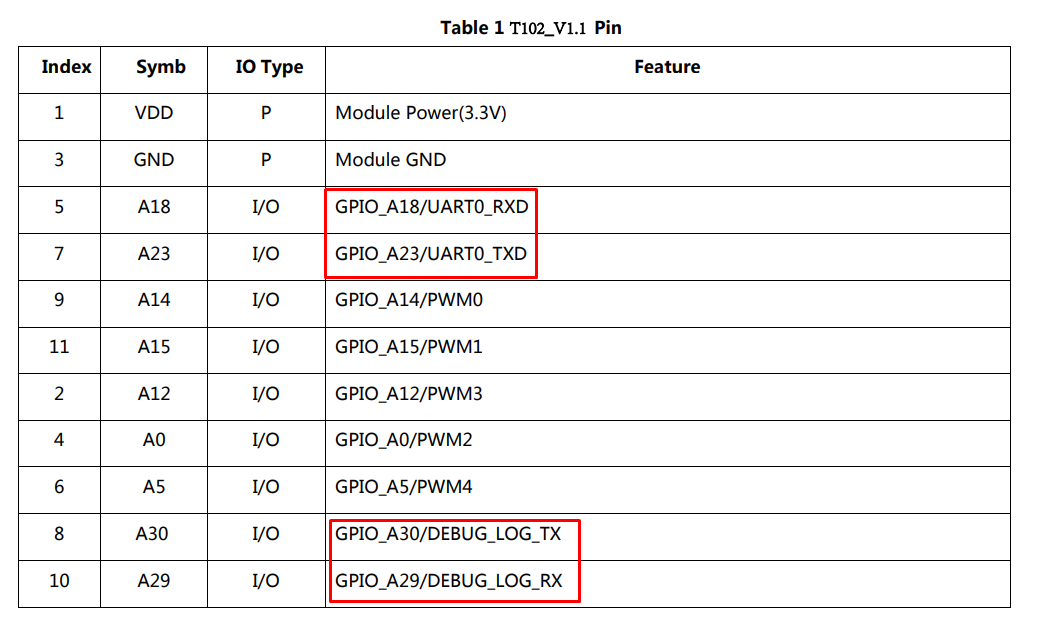 Table 1 T102_V1.1 Pin
Index Symb IO Type Feature
1 VDD P Module Power(3.3V)
3 GND P Module GND
5 A18 I/O GPIO_A18/UART0_RXD
7 A23 I/O GPIO_A23/UART0_TXD
9 A14 I/O GPIO_A14/PWM0
11 A15 I/O GPIO_A15/PWM1
2 A12 I/O GPIO_A12/PWM3
4 A0 I/O GPIO_A0/PWM2
6 A5 I/O GPIO_A5/PWM4
8 A30 I/O GPIO_A30/DEBUG_LOG_TX
10 A29 I/O GPIO_A29/DEBUG_LOG_RX